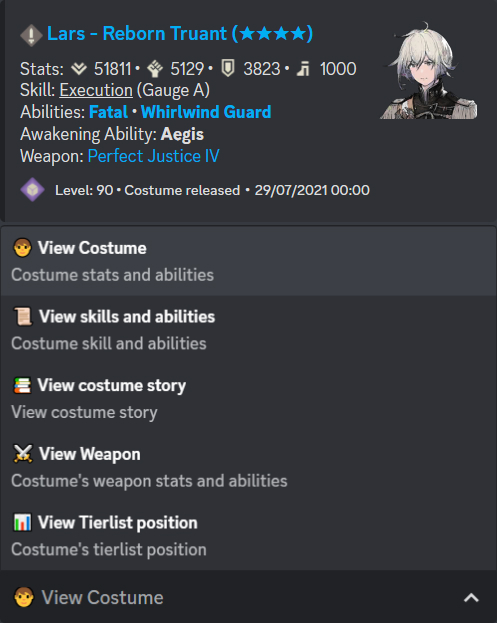 Lars - Reborn Truant (★★★★)
Stats: 51811 • 5129 • 3823 • 1000
Skill: Execution (Gauge A)
Abilities: Fatal • Whirlwind Guard
Awakening Ability: Aegis
Weapon: Perfect Justice IV
Level: 90 • Costume released • 29/07/2021 00:00
View Costume
Costume stats and abilities
View skills and abilities
Costume skill and abilities
View costume story
View costume story
View Weapon
Costume's weapon stats and abilities
View Tierlist position
Costume's tierlist position
View Costume